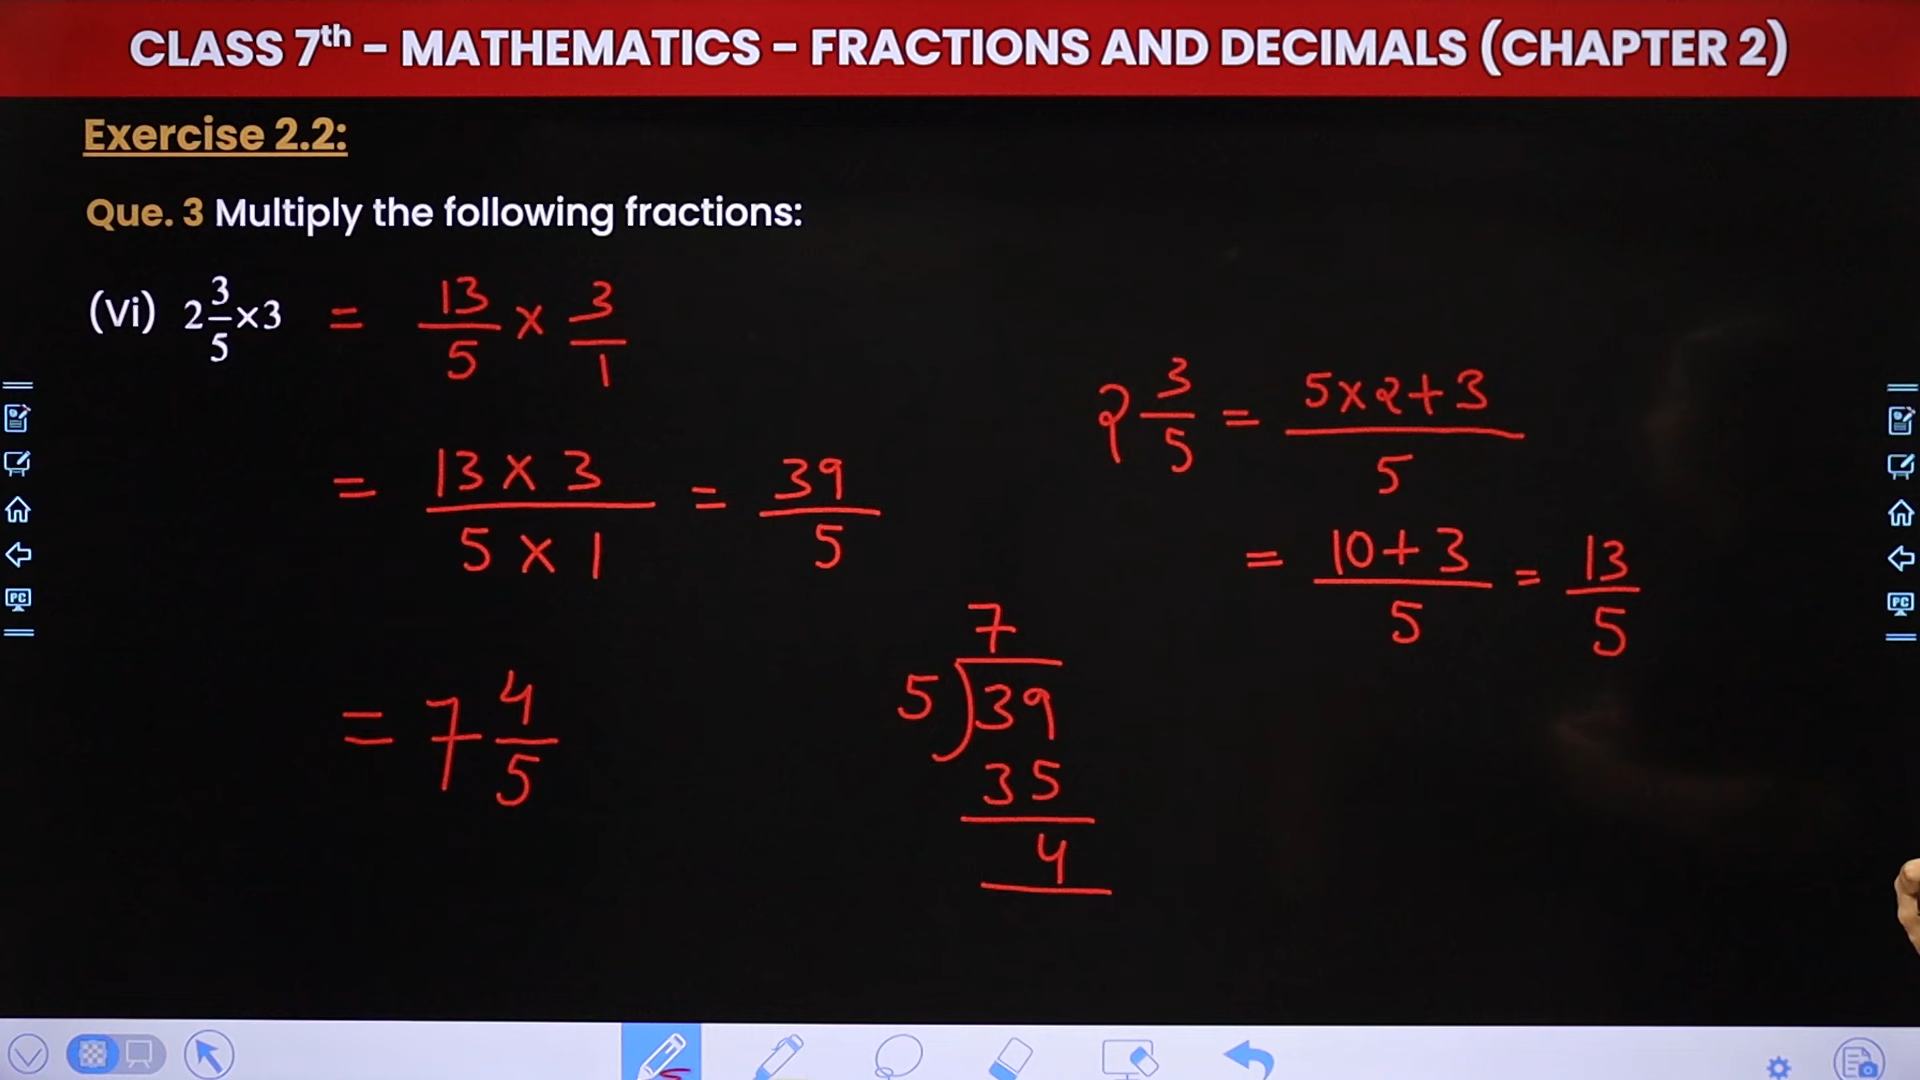 CLASS 7th – MATHEMATICS – FRACTIONS AND DECIMALS (CHAPTER 2)
Exercise 2.2:
Que. 3 Multiply the following fractions:
(Vi) 2 3/5 ×3 = 13/5 × 3/1
= 13 × 3 / 5 × 1 = 39/5
= 7 4/5
7
5 ) 39
35
4
2 3/5 = 5×2+3 / 5
= 10+3 / 5 = 13/5
PC
PC